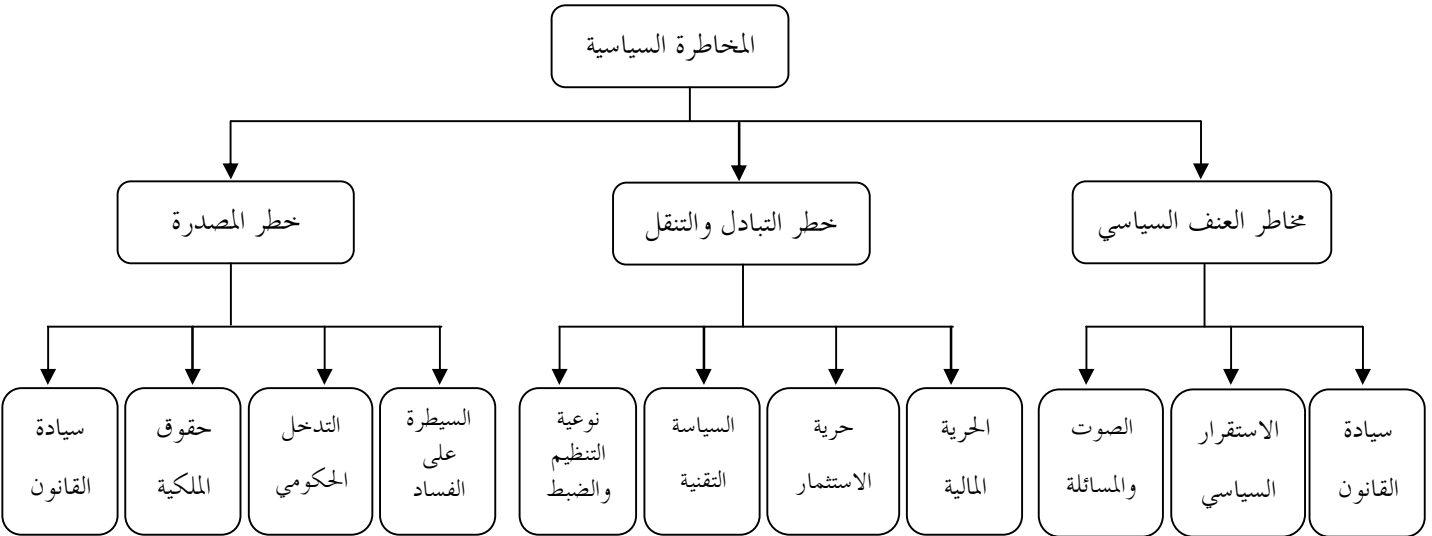 المخاطرة السياسية
مخاطر العنف السياسي
خطر التبادل والتنقل
خطر المصدرة
سيادة
القانون
الاستقرار
السياسي
الصوت
والمسائلة
الحرية
المالية
حرية
الاستثمار
السياسة
التقنية
نوعية
التنظيم
والضبط
السيطرة
على
الفساد
التدخل
الحكومي
حقوق
الملكية
سيادة
القانون